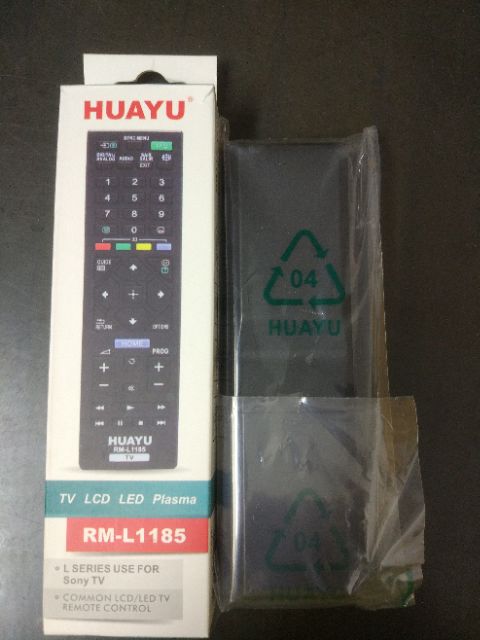 HUAYU®
SYNC MENU
DIGITAL/
ANALOG
AUDIO
EXIT
1 2 3
4 5 6
7 8 9
0
3D
GUIDE
RETURN
OPTIONS
HOME
PROG
+ +
- -
HUAYU
RM-L1185
TV
TV LCD LED Plasma
RM-L1185
• L SERIES USE FOR
Sony TV
• COMMON LCD/LED TV
REMOTE CONTROL
04
HUAYU
04
HUAYU